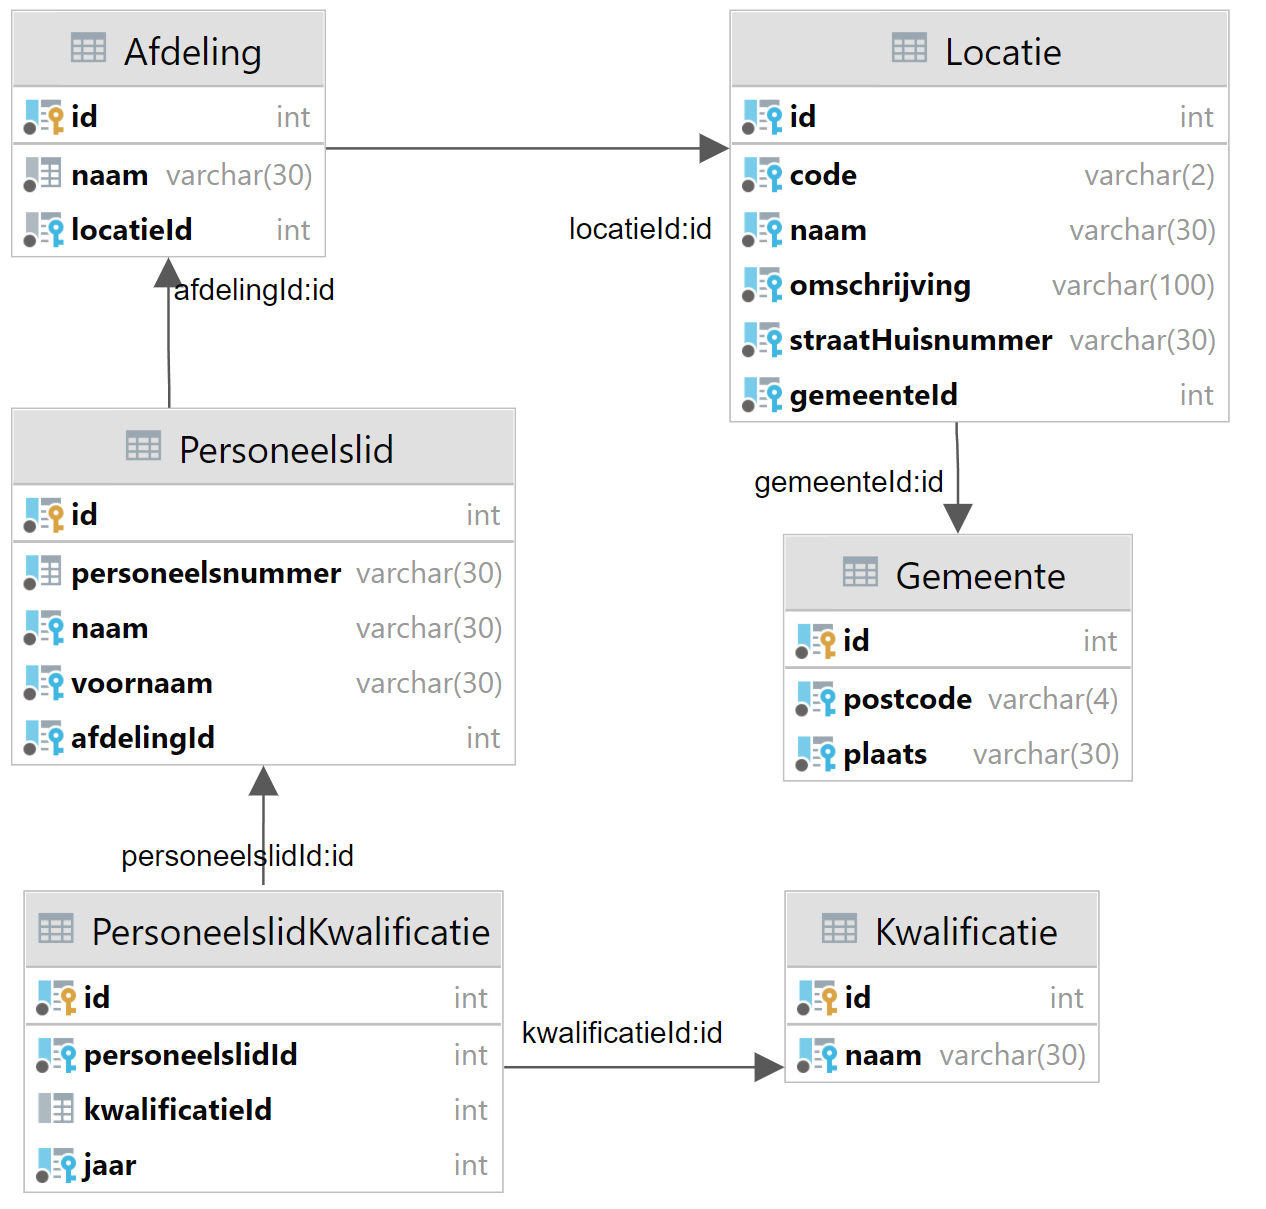 Afdeling
id int
naam varchar(30)
locatieId int
locatieId:id
Locatie
id int
code varchar(2)
naam varchar(30)
omschrijving varchar(100)
straatHuisnummer varchar(30)
gemeenteId int
afdelingId:id
Personeelslid
id int
personeelsnummer varchar(30)
naam varchar(30)
voornaam varchar(30)
afdelingId int
gemeenteId:id
Gemeente
id int
postcode varchar(4)
plaats varchar(30)
personeelslidId:id
PersoneelslidKwalificatie
id int
personeelslidId int
kwalificatieId int
jaar int
kwalificatieId:id
Kwalificatie
id int
naam varchar(30)